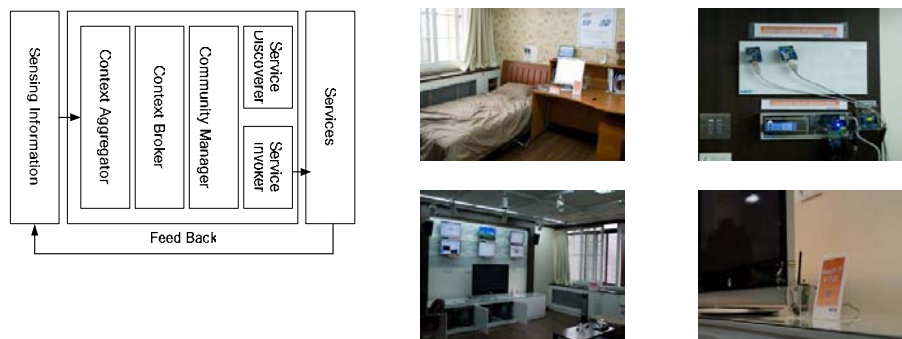 Sensing Information
Context Aggregator
Context Broker
Community Manager
Service
Discoverer
Service
Invoker
Services
Feed Back